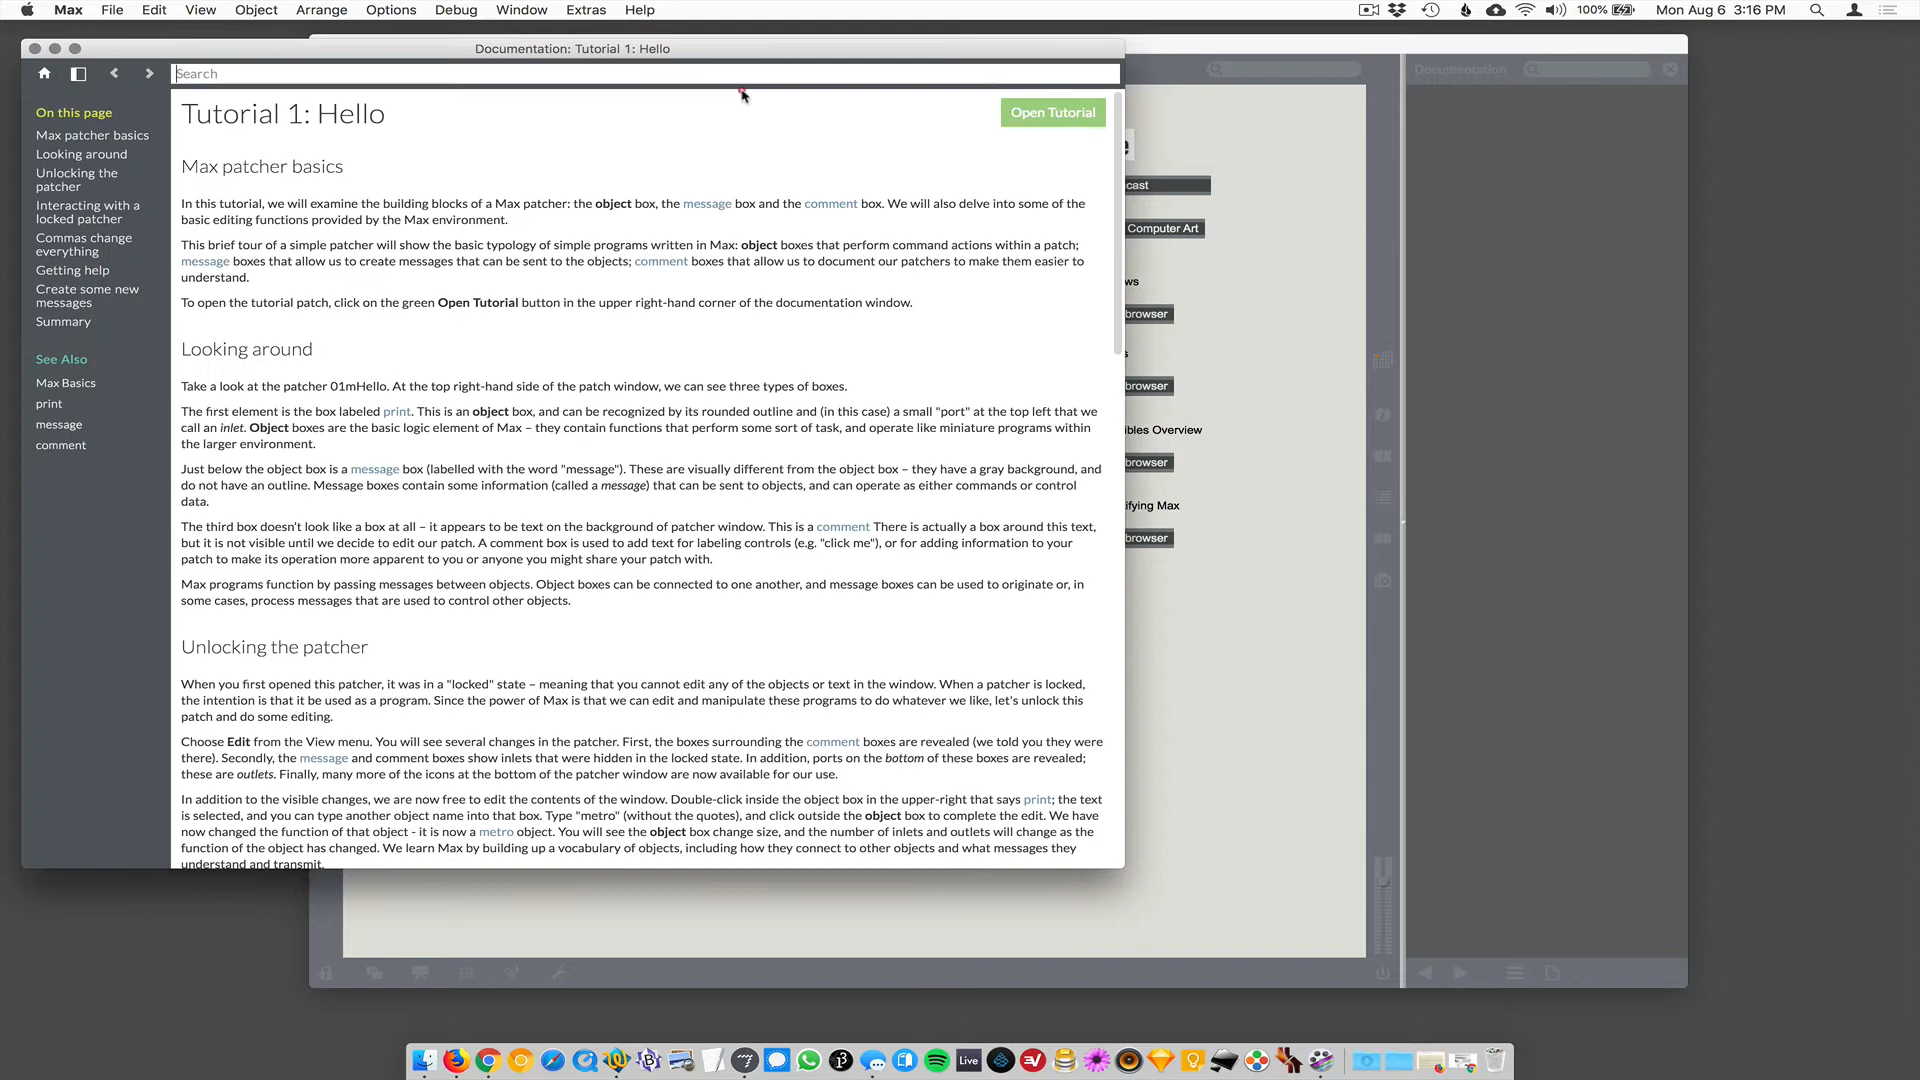 Max File Edit View Object Arrange Options Debug Window Extras Help 100% Mon Aug 6 3:16 PM
Documentation: Tutorial 1: Hello
Search
Documentation
On this page
Max patcher basics
Looking around
Unlocking the
patcher
Interacting with a
locked patcher
Commas change
everything
Getting help
Create some new
messages
Summary
See Also
Max Basics
print
message
comment
Tutorial 1: Hello
Open Tutorial
Max patcher basics
In this tutorial, we will examine the building blocks of a Max patcher: the object box, the message box and the comment box. We will also delve into some of the
basic editing functions provided by the Max environment.
This brief tour of a simple patcher will show the basic typology of simple programs written in Max: object boxes that perform command actions within a patch;
message boxes that allow us to create messages that can be sent to the objects; comment boxes that allow us to document our patchers to make them easier to
understand.
To open the tutorial patch, click on the green Open Tutorial button in the upper right-hand corner of the documentation window.
Looking around
Take a look at the patcher 01mHello. At the top right-hand side of the patch window, we can see three types of boxes.
The first element is the box labeled print. This is an object box, and can be recognized by its rounded outline and (in this case) a small "port" at the top left that we
call an inlet. Object boxes are the basic logic element of Max – they contain functions that perform some sort of task, and operate like miniature programs within
the larger environment.
Just below the object box is a message box (labelled with the word "message"). These are visually different from the object box – they have a gray background, and
do not have an outline. Message boxes contain some information (called a message) that can be sent to objects, and can operate as either commands or control
data.
The third box doesn't look like a box at all – it appears to be text on the background of patcher window. This is a comment There is actually a box around this text,
but it is not visible until we decide to edit our patch. A comment box is used to add text for labeling controls (e.g. "click me"), or for adding information to your
patch to make its operation more apparent to you or anyone you might share your patch with.
Max programs function by passing messages between objects. Object boxes can be connected to one another, and message boxes can be used to originate or, in
some cases, process messages that are used to control other objects.
Unlocking the patcher
When you first opened this patcher, it was in a "locked" state – meaning that you cannot edit any of the objects or text in the window. When a patcher is locked,
the intention is that it be used as a program. Since the power of Max is that we can edit and manipulate these programs to do whatever we like, let's unlock this
patch and do some editing.
Choose Edit from the View menu. You will see several changes in the patcher. First, the boxes surrounding the comment boxes are revealed (we told you they were
there). Secondly, the message and comment boxes show inlets that were hidden in the locked state. In addition, ports on the bottom of these boxes are revealed;
these are outlets. Finally, many more of the icons at the bottom of the patcher window are now available for our use.
In addition to the visible changes, we are now free to edit the contents of the window. Double-click inside the object box in the upper-right that says print; the text
is selected, and you can type another object name into that box. Type "metro" (without the quotes), and click outside the object box to complete the edit. We have
now changed the function of that object - it is now a metro object. You will see the object box change size, and the number of inlets and outlets will change as the
function of the object has changed. We learn Max by building up a vocabulary of objects, including how they connect to other objects and what messages they
understand and transmit.
e
cast
Computer Art
ws
browser
s
browser
ibles Overview
browser
ifying Max
browser
Live